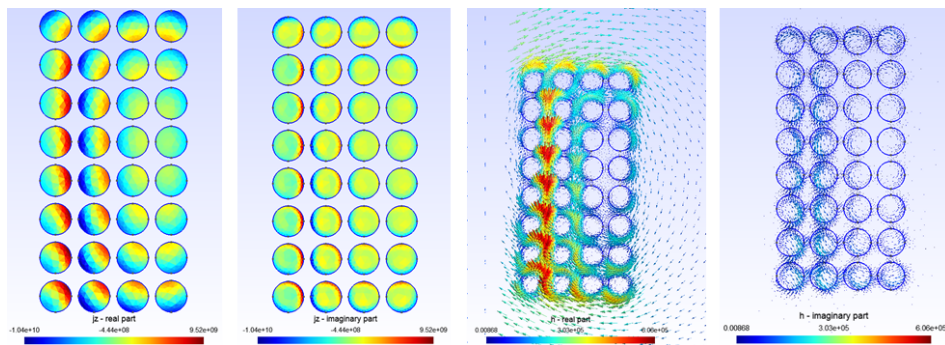 jz - real part
-1.04e+10 -4.44e+08 9.52e+09
jz - imaginary part
-1.04e+10 -4.44e+08 9.52e+09
h - real part
0.00868 3.03e+05 6.06e+05
h - imaginary part
0.00868 3.03e+05 6.06e+05